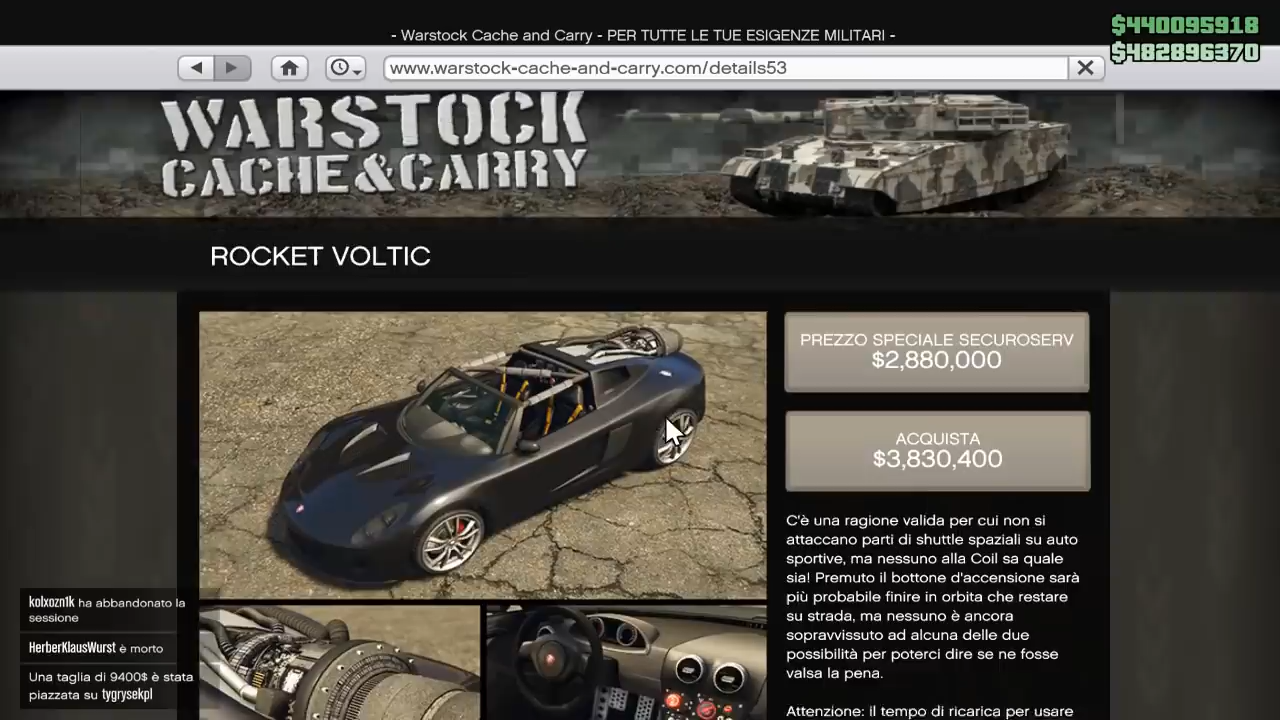 - Warstock Cache and Carry - PER TUTTE LE TUE ESIGENZE MILITARI -
$440095918
$482896370
www.warstock-cache-and-carry.com/details53
WARSTOCK
CACHE&CARRY
ROCKET VOLTIC
PREZZO SPECIALE SECUROSERV
$2,880,000
ACQUISTA
$3,830,400
C'è una ragione valida per cui non si
attaccano parti di shuttle spaziali su auto
sportive, ma nessuno alla Coil sa quale
sia! Premuto il bottone d'accensione sarà
più probabile finire in orbita che restare
su strada, ma nessuno è ancora
sopravvissuto ad alcuna delle due
possibilità per poterci dire se ne fosse
valsa la pena.
Attenzione: il tempo di ricarica per usare
kolxozn1k ha abbandonato la
sessione
HerberKlausWurst è morto
Una taglia di 9400$ è stata
piazzata su tygrysekpl